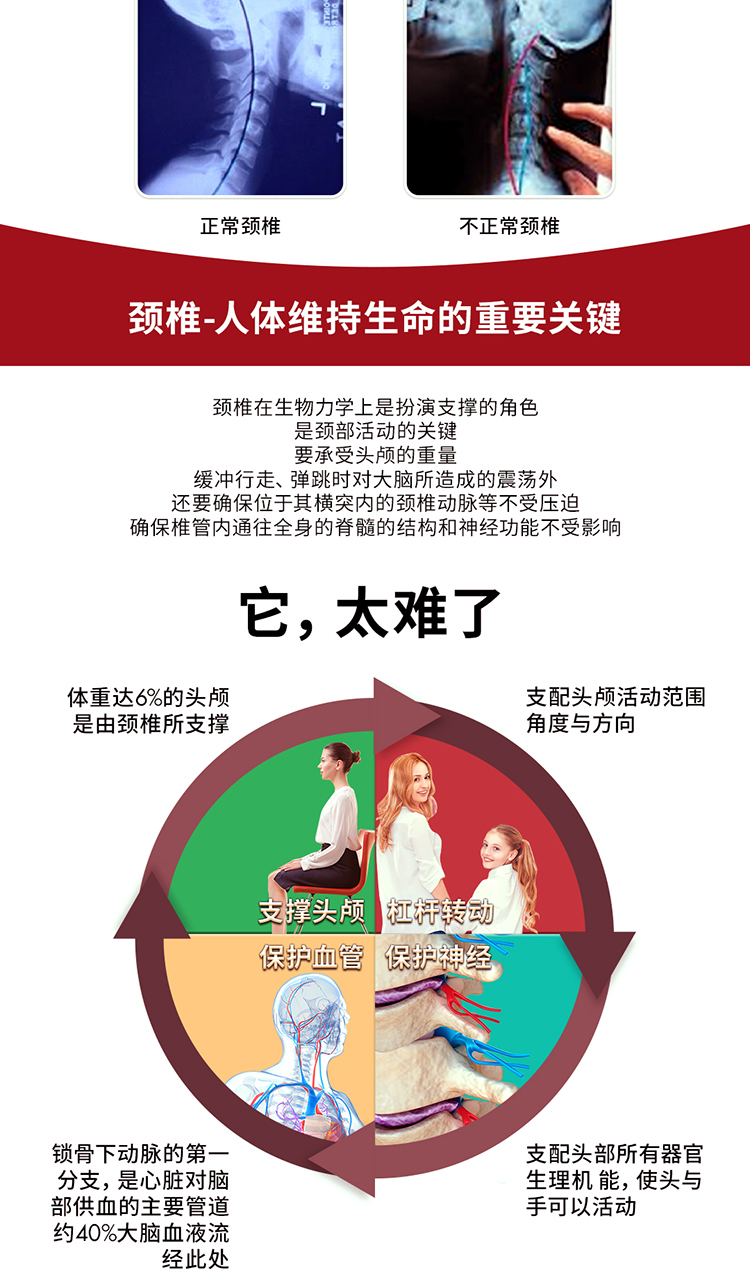 正常颈椎
不正常颈椎
颈椎-人体维持生命的重要关键
颈椎在生物力学上是扮演支撑的角色
是颈部活动的关键
要承受头颅的重量
缓冲行走、弹跳时对大脑所造成的震荡外
还要确保位于其横突内的颈椎动脉等不受压迫
确保椎管内通往全身的脊髓的结构和神经功能不受影响
它，太难了
体重达6%的头颅
是由颈椎所支撑
支配头颅活动范围
角度与方向
支撑头颅
杠杆转动
保护血管
保护神经
锁骨下动脉的第一
分支，是心脏对脑
部供血的主要管道
约40%大脑血液流
经此处
支配头部所有器官
生理机 能，使头与
手可以活动